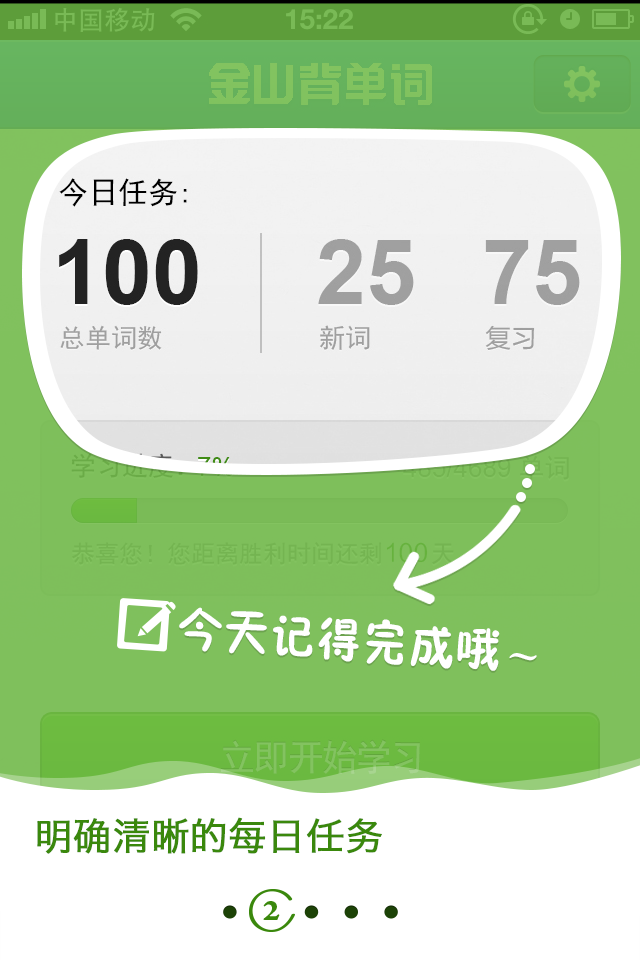 中国移动 15:22
金山背单词
今日任务:
100 25 75
总单词数 新词 复习
学习进度: 7% 485/4689 单词
恭喜您！您距离胜利时间还剩100天
今天记得完成哦~
立即开始学习
明确清晰的每日任务
2